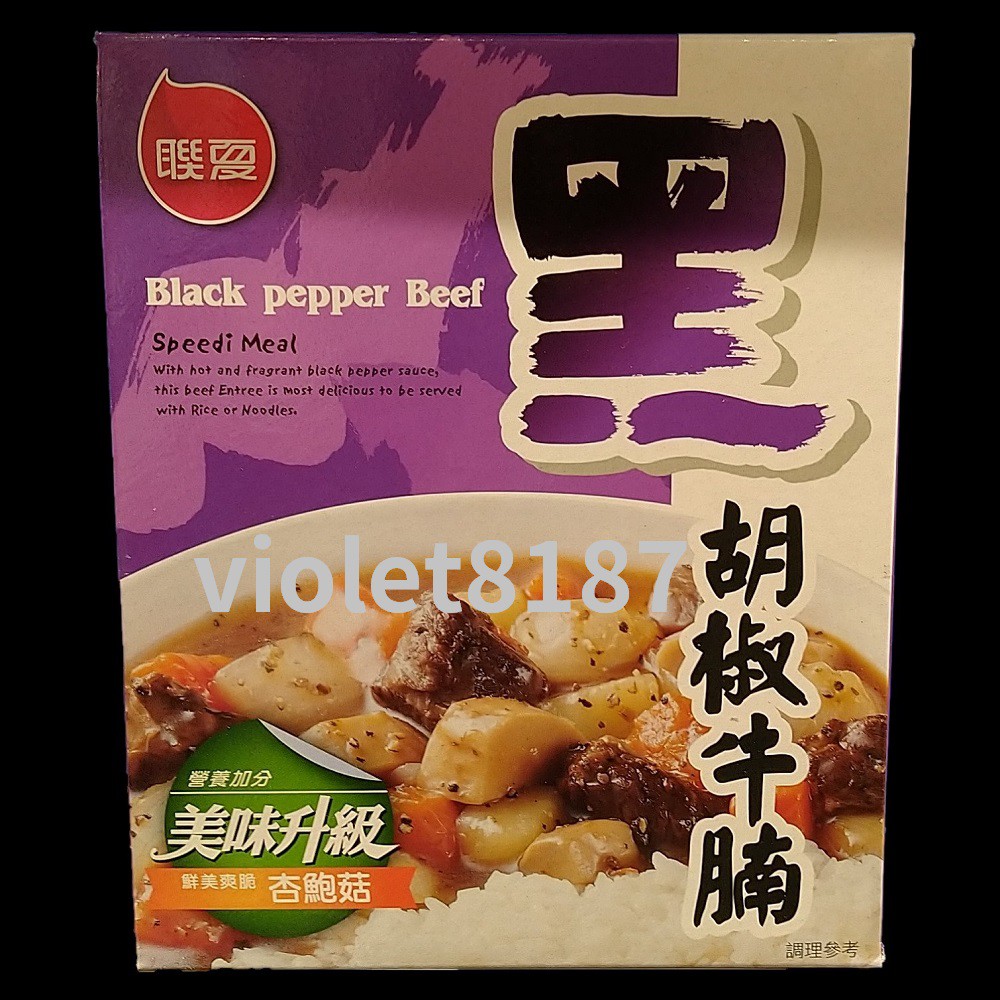 聯夏
Black pepper Beef
Speedi Meal
With hot and fragrant black pepper sauce,
this beef Entree is most delicious to be served
with Rice or Noodles.
黑
胡椒牛腩
violet8187
營養加分
美味升級
鮮美爽脆 杏鮑菇
調理參考